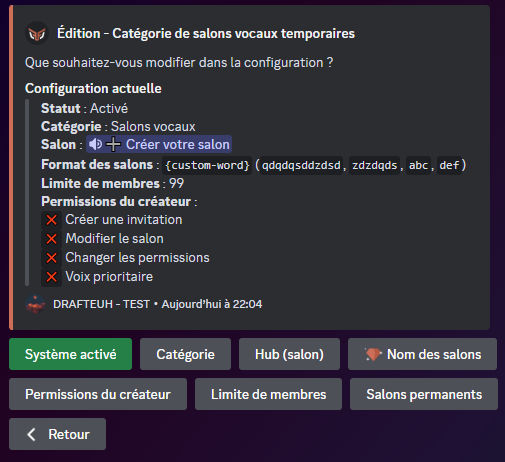 Édition - Catégorie de salons vocaux temporaires
Que souhaitez-vous modifier dans la configuration ?
Configuration actuelle
Statut : Activé
Catégorie : Salons vocaux
Salon : ➕ Créer votre salon
Format des salons : {custom-word} (qdqdqsddzdsd, zdzdqds, abc, def)
Limite de membres : 99
Permissions du créateur :
❌ Créer une invitation
❌ Modifier le salon
❌ Changer les permissions
❌ Voix prioritaire
DRAFTEUH - TEST • Aujourd'hui à 22:04
Système activé Catégorie Hub (salon) Nom des salons
Permissions du créateur Limite de membres Salons permanents
Retour